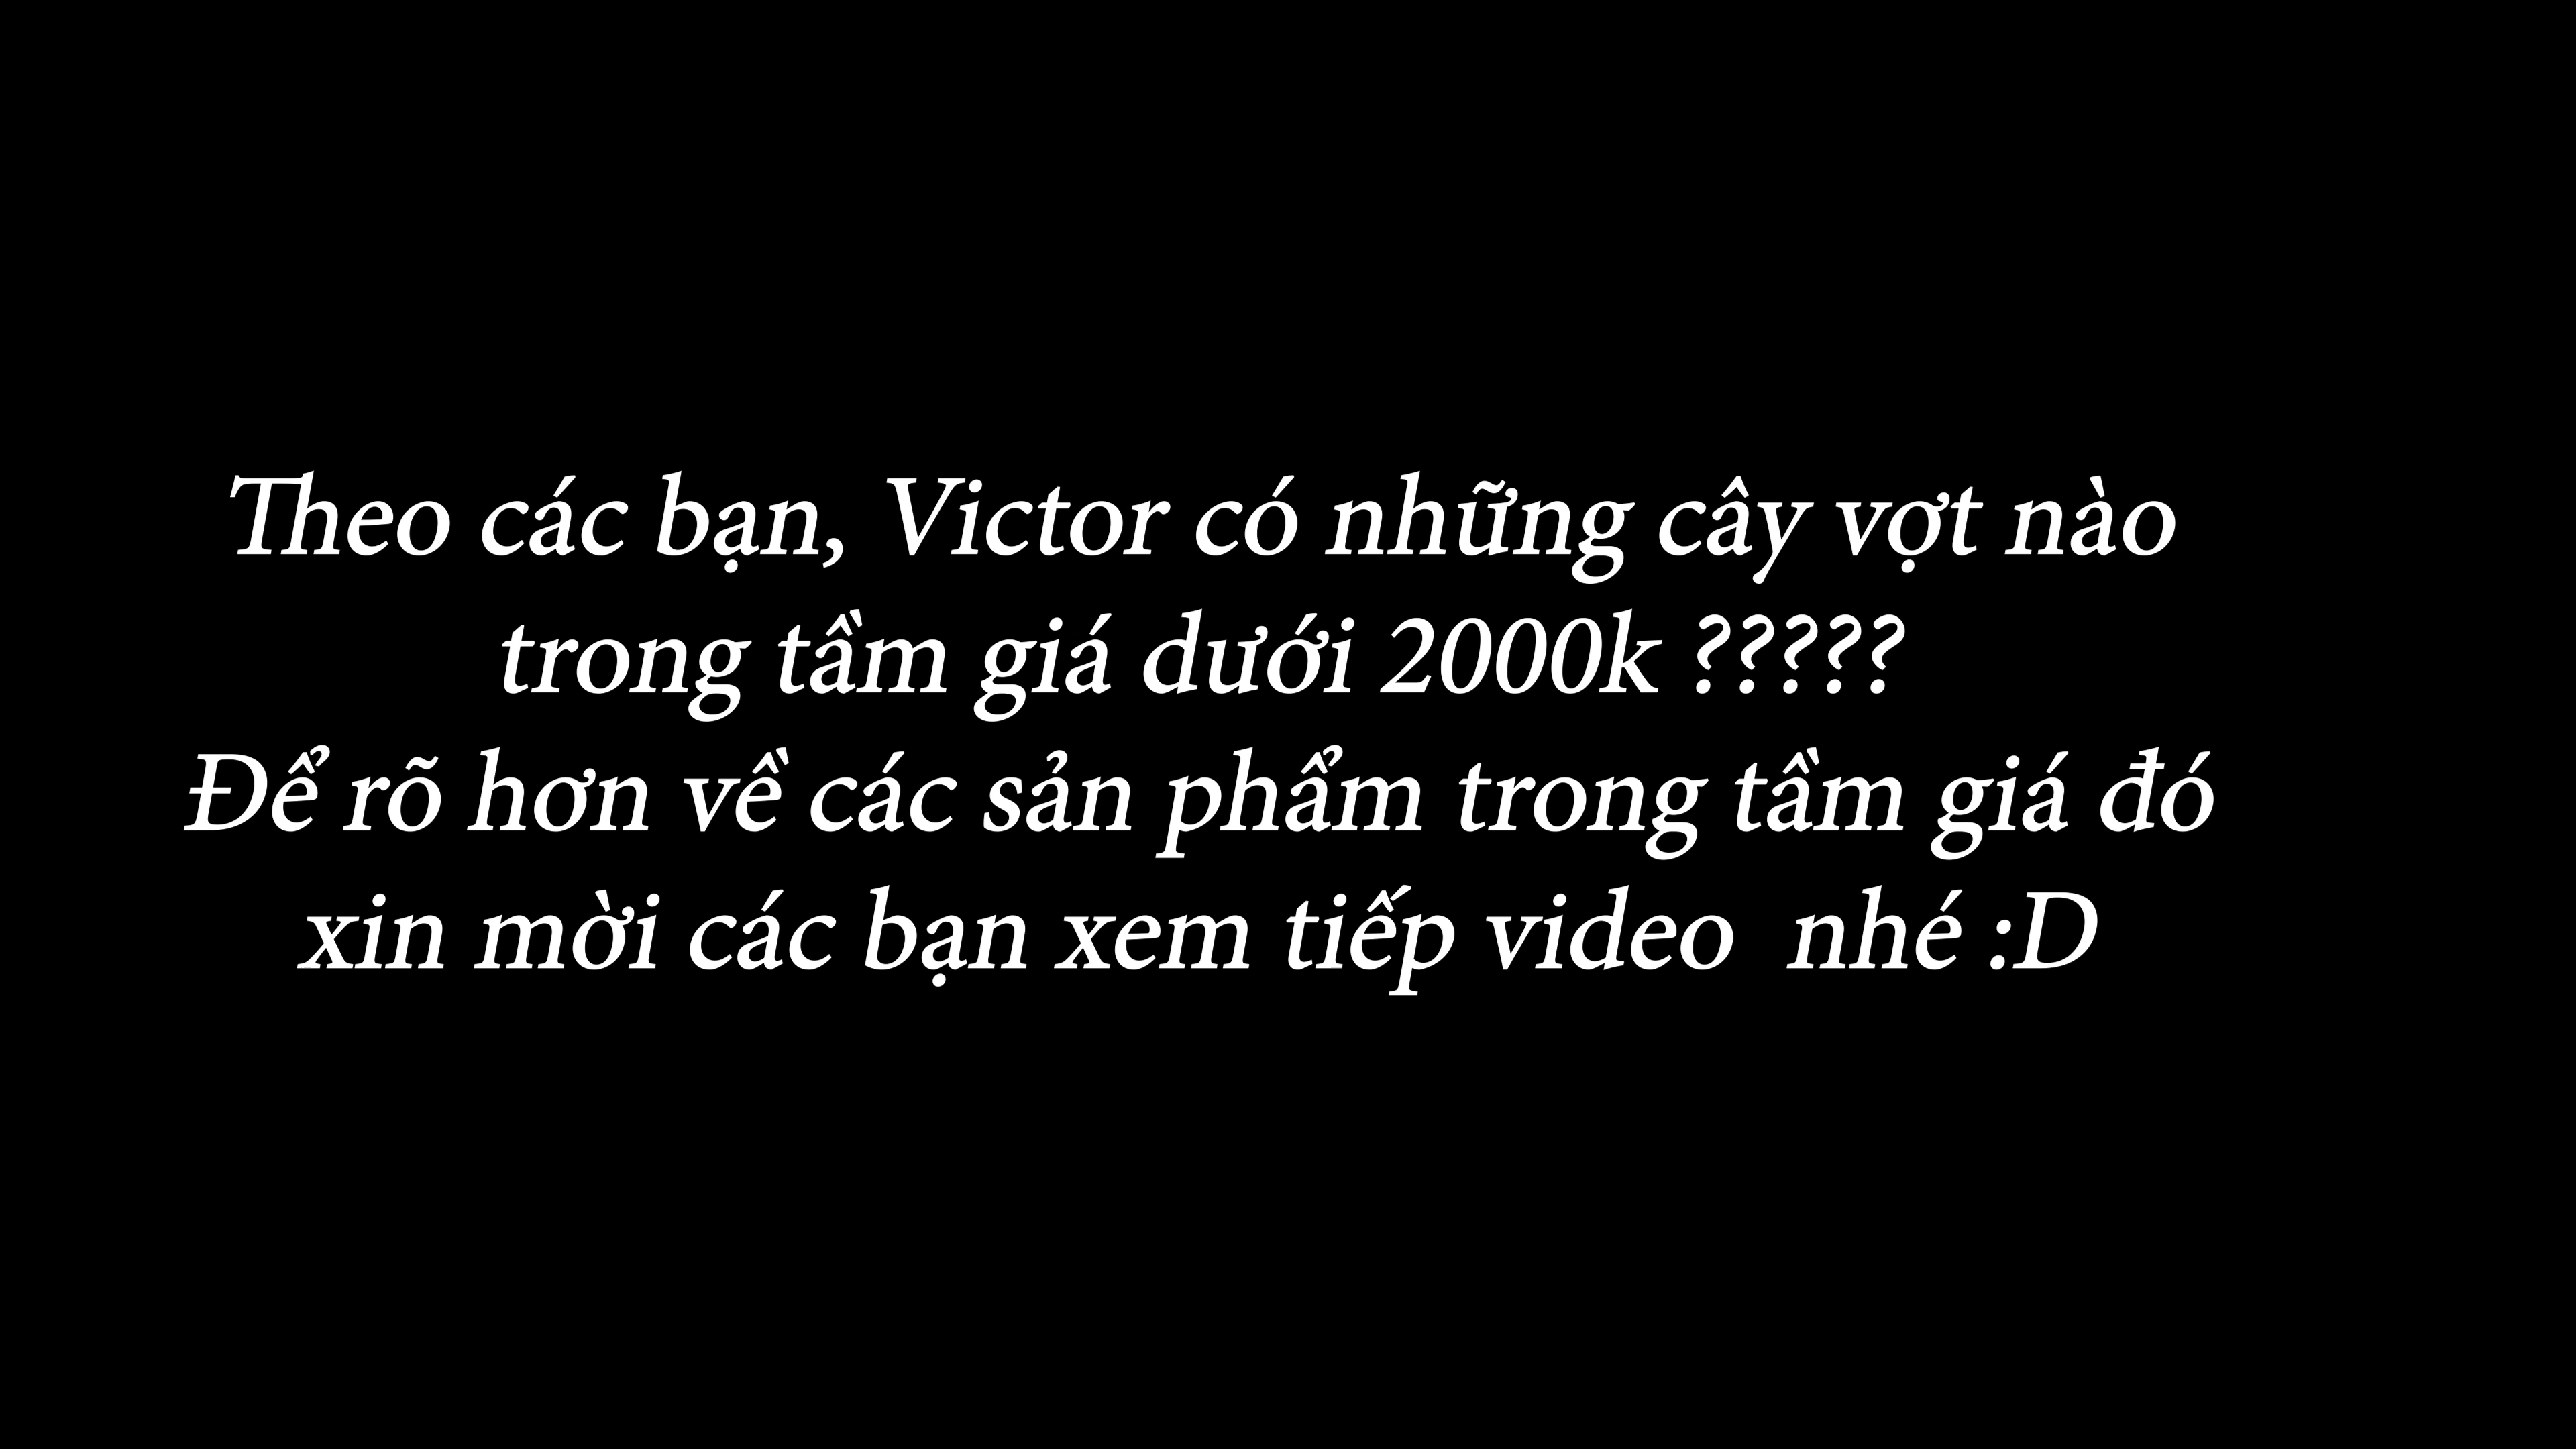 Theo các bạn, Victor có những cây vợt nào
trong tầm giá dưới 2000k ?????
Để rõ hơn về các sản phẩm trong tầm giá đó
xin mời các bạn xem tiếp video  nhé :D